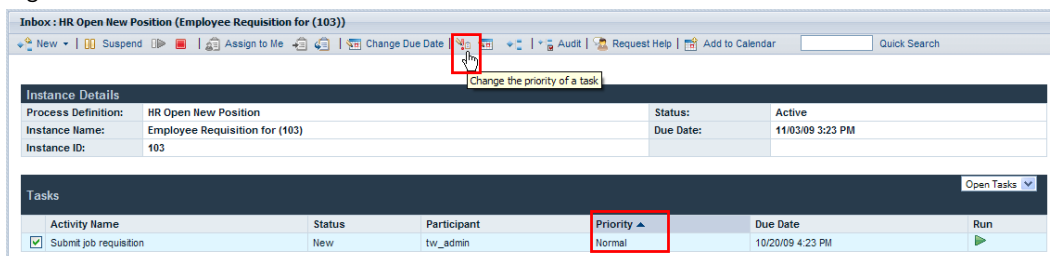 Inbox : HR Open New Position (Employee Requisition for (103))
New Suspend Assign to Me Change Due Date Audit Request Help Add to Calendar Quick Search
Change the priority of a task
Instance Details
Process Definition: HR Open New Position Status: Active
Instance Name: Employee Requisition for (103) Due Date: 11/03/09 3:23 PM
Instance ID: 103
Open Tasks
Tasks
Activity Name Status Participant Priority Due Date Run
Submit job requisition New tw_admin Normal 10/20/09 4:23 PM